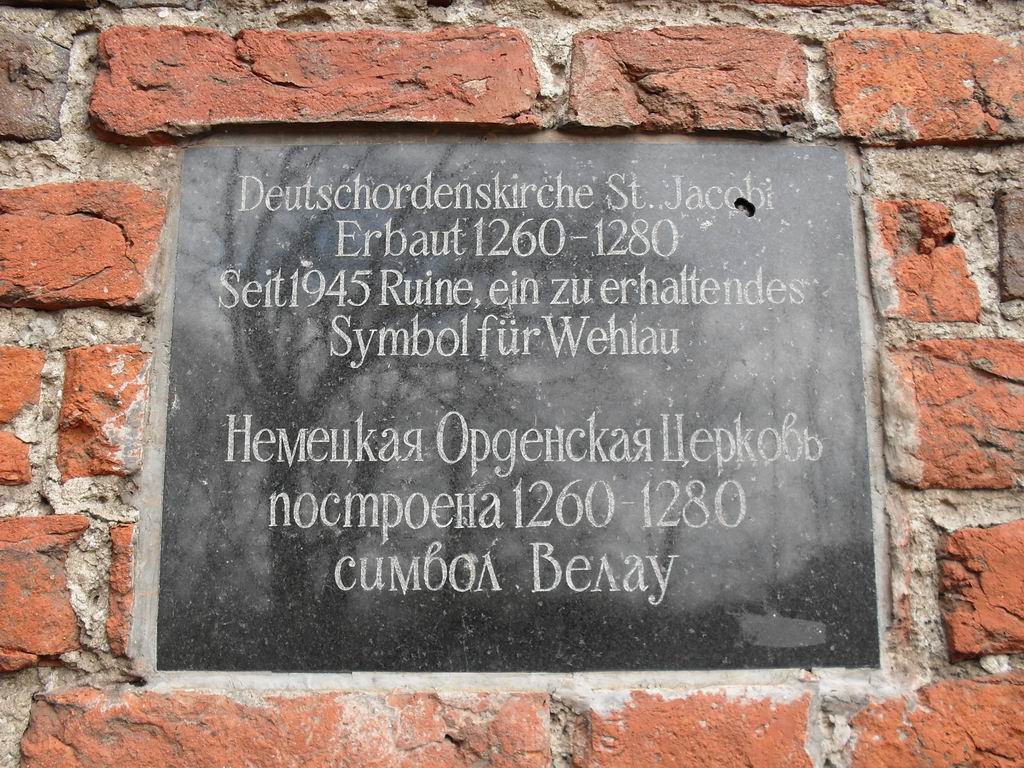 Deutschordenskirche St. Jacobi
Erbaut 1260-1280
Seit 1945 Ruine, ein zu erhaltendes
Symbol für Wehlau
Немецкая Орденская Церковь
построена 1260-1280
символ Велау